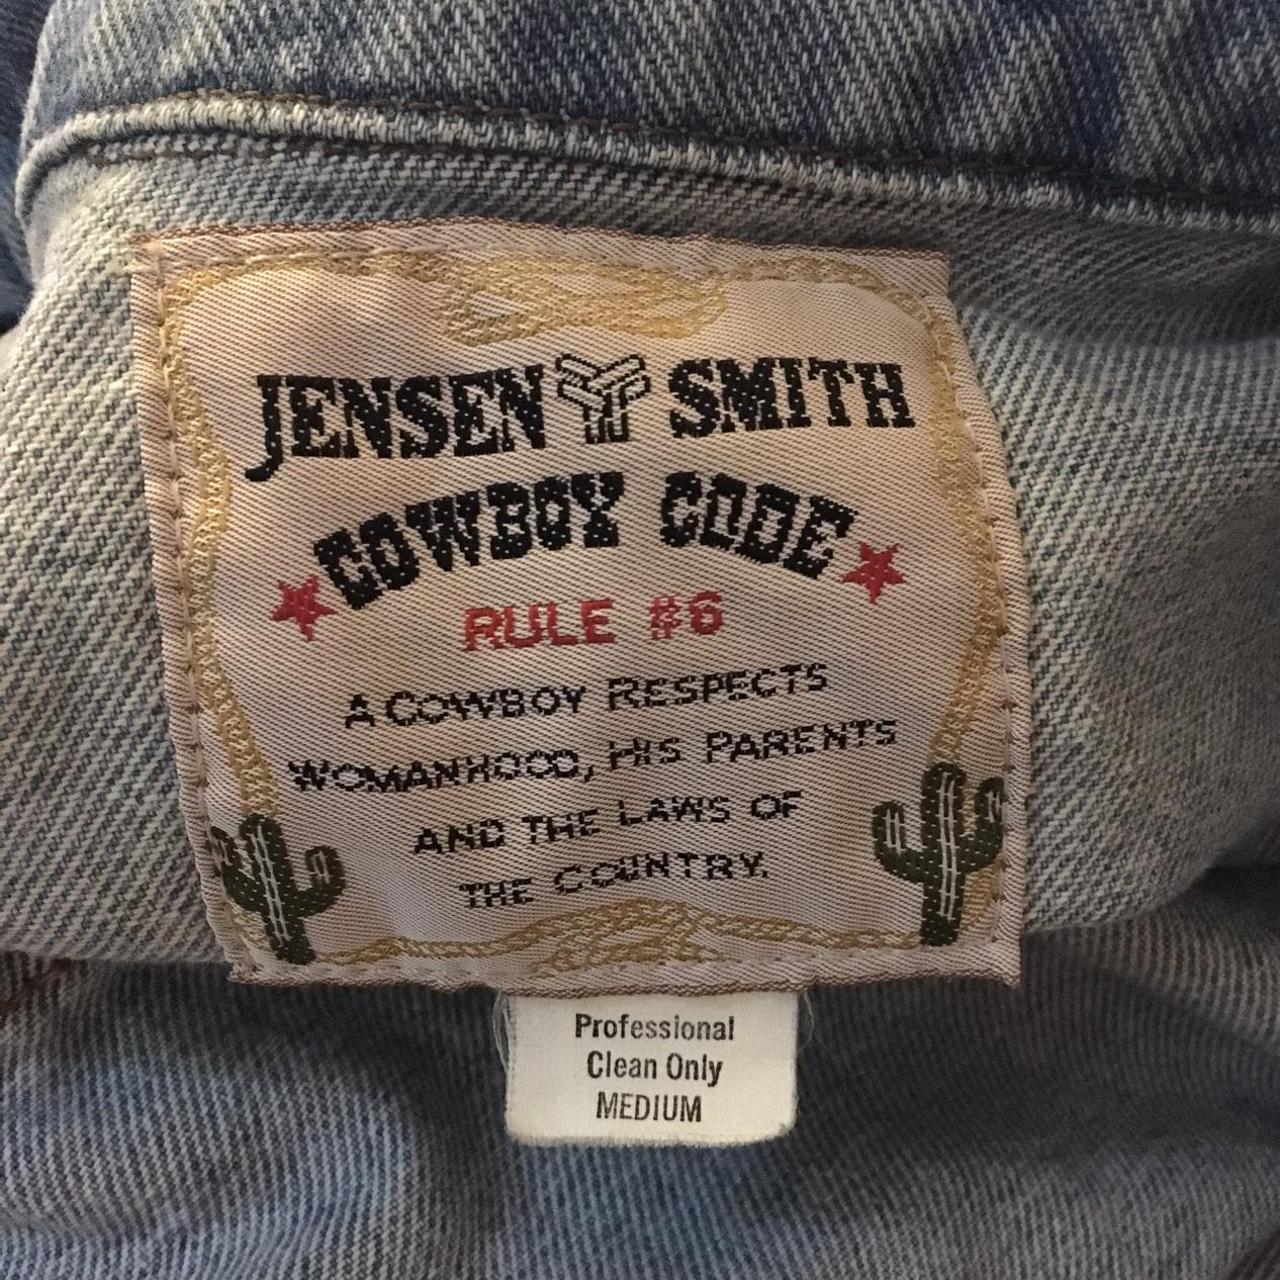 JENSEN SMITH
COWBOY CODE
RULE #6
A COWBOY RESPECTS
WOMANHOOD, HIS PARENTS
AND THE LAWS OF
THE COUNTRY.
Professional
Clean Only
MEDIUM